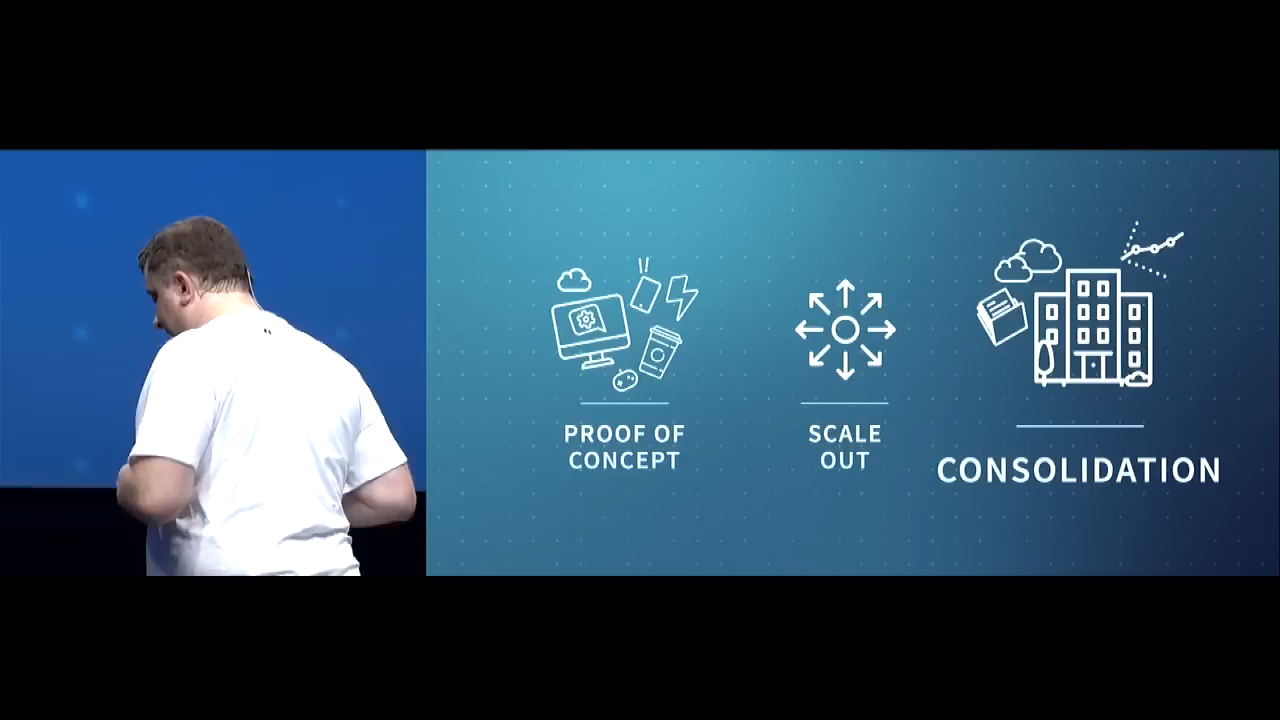 PROOF OF
CONCEPT
SCALE
OUT
CONSOLIDATION